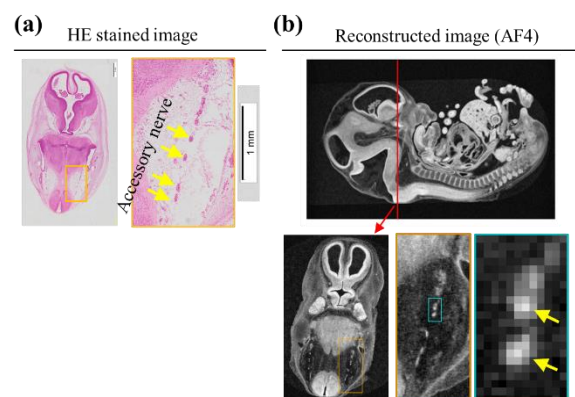 (a)
HE stained image
Accessory nerve
1 mm
(b)
Reconstructed image (AF4)